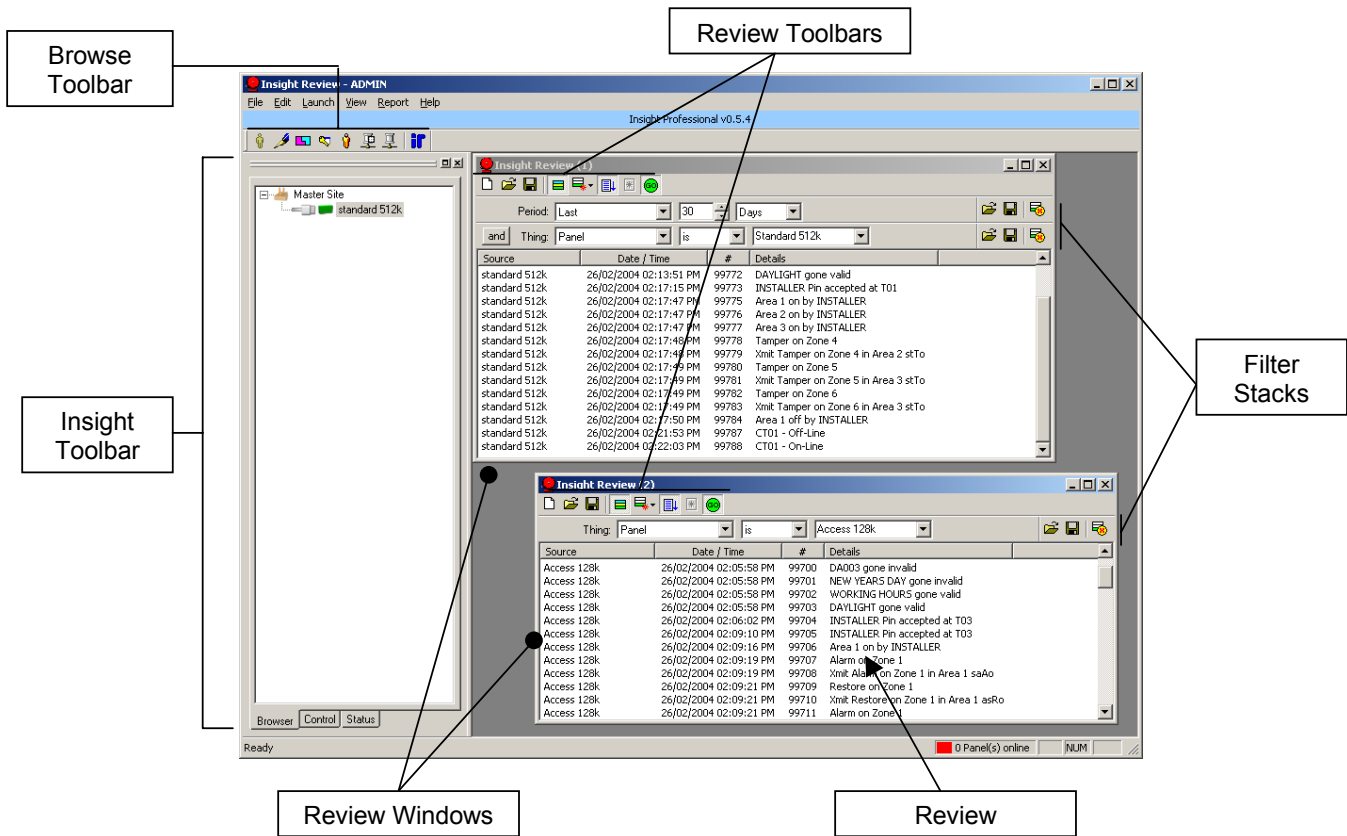 Review Toolbars
Browse
Toolbar
Insight Review - ADMIN
File Edit Launch View Report Help
Insight Professional v0.5.4
Insight Review (1)
Master Site
standard 512k
Period: Last 30 Days
and Thing: Panel is Standard 512k
Source Date / Time # Details
standard 512k 26/02/2004 02:13:51 PM 99772 DAYLIGHT gone valid
standard 512k 26/02/2004 02:17:15 PM 99773 INSTALLER Pin accepted at T01
standard 512k 26/02/2004 02:17:47 PM 99775 Area 1 on by INSTALLER
standard 512k 26/02/2004 02:17:47 PM 99776 Area 2 on by INSTALLER
standard 512k 26/02/2004 02:17:47 PM 99777 Area 3 on by INSTALLER
standard 512k 26/02/2004 02:17:48 PM 99778 Tamper on Zone 4
standard 512k 26/02/2004 02:17:48 PM 99779 Xmit Tamper on Zone 4 in Area 2 stTo
standard 512k 26/02/2004 02:17:49 PM 99780 Tamper on Zone 5
standard 512k 26/02/2004 02:17:49 PM 99781 Xmit Tamper on Zone 5 in Area 3 stTo
standard 512k 26/02/2004 02:17:49 PM 99782 Tamper on Zone 6
standard 512k 26/02/2004 02:17:49 PM 99783 Xmit Tamper on Zone 6 in Area 3 stTo
standard 512k 26/02/2004 02:17:50 PM 99784 Area 1 off by INSTALLER
standard 512k 26/02/2004 02:21:53 PM 99787 CT01 - Off-Line
standard 512k 26/02/2004 02:22:03 PM 99788 CT01 - On-Line
Filter
Stacks
Insight
Toolbar
Insight Review (2)
Thing: Panel is Access 128k
Source Date / Time # Details
Access 128k 26/02/2004 02:05:58 PM 99700 DA003 gone invalid
Access 128k 26/02/2004 02:05:58 PM 99701 NEW YEARS DAY gone invalid
Access 128k 26/02/2004 02:05:58 PM 99702 WORKING HOURS gone valid
Access 128k 26/02/2004 02:05:58 PM 99703 DAYLIGHT gone valid
Access 128k 26/02/2004 02:06:02 PM 99704 INSTALLER Pin accepted at T03
Access 128k 26/02/2004 02:09:10 PM 99705 INSTALLER Pin accepted at T03
Access 128k 26/02/2004 02:09:16 PM 99706 Area 1 on by INSTALLER
Access 128k 26/02/2004 02:09:19 PM 99707 Alarm on Zone 1
Access 128k 26/02/2004 02:09:19 PM 99708 Xmit Alarm on Zone 1 in Area 1 saAo
Access 128k 26/02/2004 02:09:21 PM 99709 Restore on Zone 1
Access 128k 26/02/2004 02:09:21 PM 99710 Xmit Restore on Zone 1 in Area 1 asRo
Access 128k 26/02/2004 02:09:21 PM 99711 Alarm on Zone 1
Browser Control Status
Ready 0 Panel(s) online NUM
Review Windows
Review